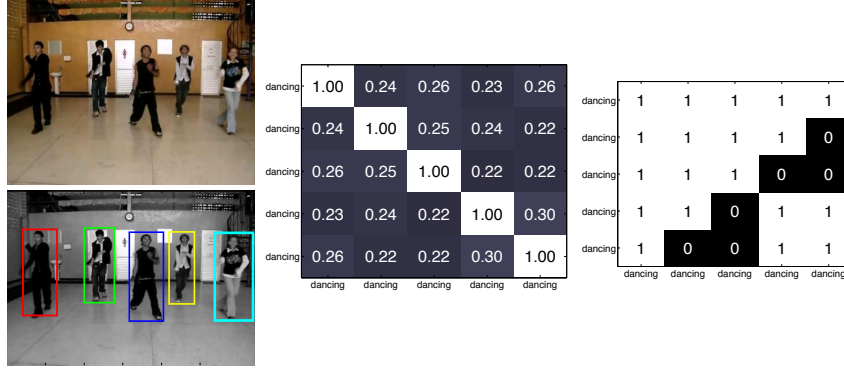 dancing 1.00 0.24 0.26 0.23 0.26
dancing 0.24 1.00 0.25 0.24 0.22
dancing 0.26 0.25 1.00 0.22 0.22
dancing 0.23 0.24 0.22 1.00 0.30
dancing 0.26 0.22 0.22 0.30 1.00
dancing dancing dancing dancing dancing
dancing 1 1 1 1 1
dancing 1 1 1 1 0
dancing 1 1 1 0 0
dancing 1 1 0 1 1
dancing 1 0 0 1 1
dancing dancing dancing dancing dancing